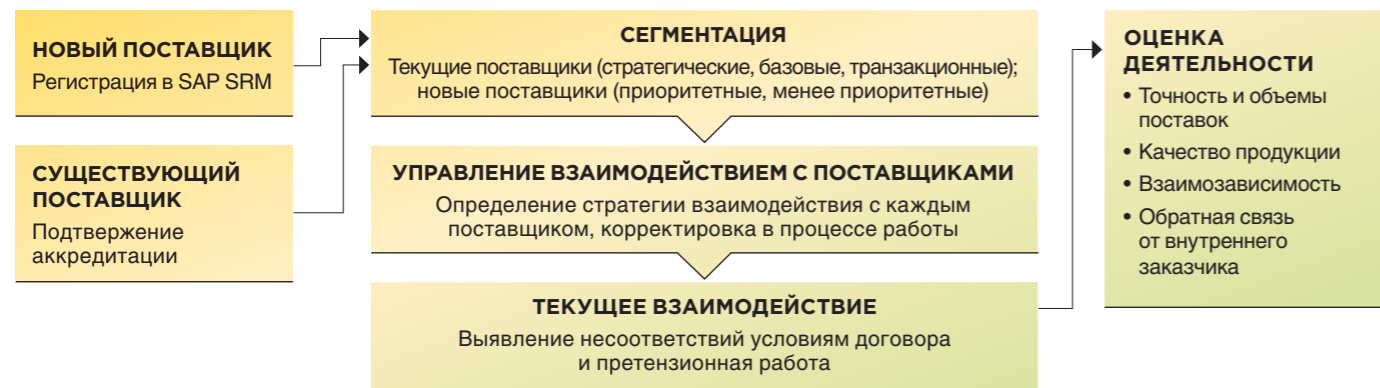 НОВЫЙ ПОСТАВЩИК
Регистрация в SAP SRM
СУЩЕСТВУЮЩИЙ
ПОСТАВЩИК
Подтвержение
аккредитации
СЕГМЕНТАЦИЯ
Текущие поставщики (стратегические, базовые, транзакционные);
новые поставщики (приоритетные, менее приоритетные)
УПРАВЛЕНИЕ ВЗАИМОДЕЙСТВИЕМ С ПОСТАВЩИКАМИ
Определение стратегии взаимодействия с каждым
поставщиком, корректировка в процессе работы
ТЕКУЩЕЕ ВЗАИМОДЕЙСТВИЕ
Выявление несоответствий условиям договора
и претензионная работа
ОЦЕНКА
ДЕЯТЕЛЬНОСТИ
• Точность и объемы
поставок
• Качество продукции
• Взаимозависимость
• Обратная связь
от внутреннего
заказчика